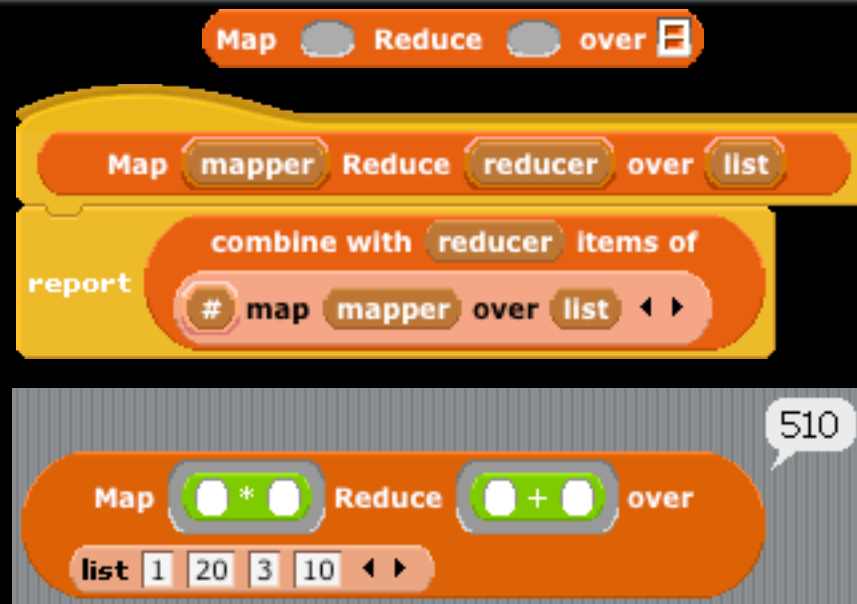 Map Reduce over
Map mapper Reduce reducer over list
combine with reducer items of
report
# map mapper over list
510
Map * Reduce + over
list 1 20 3 10